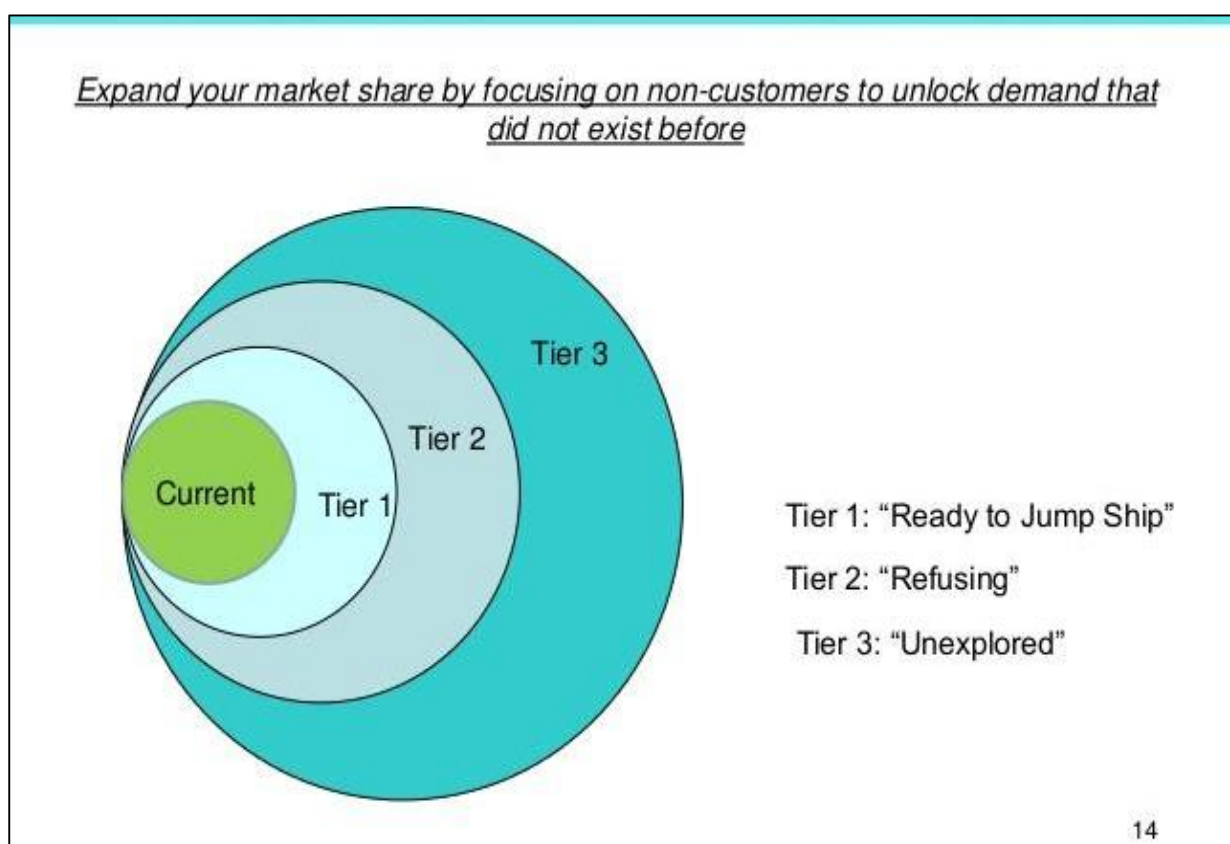 Expand your market share by focusing on non-customers to unlock demand that
did not exist before
Tier 3
Tier 2
Current
Tier 1
Tier 1: “Ready to Jump Ship”
Tier 2: “Refusing”
Tier 3: “Unexplored”
14